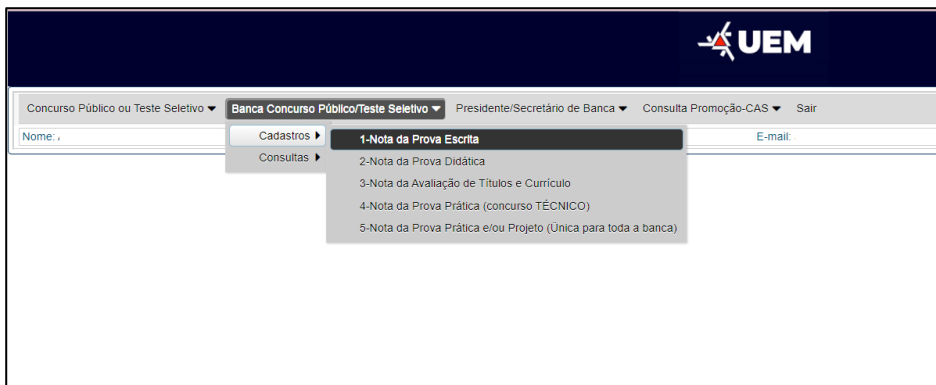 UEM
Concurso Público ou Teste Seletivo Banca Concurso Público/Teste Seletivo Presidente/Secretário de Banca Consulta Promoção-CAS Sair
Nome: E-mail:
Cadastros
Consultas
1-Nota da Prova Escrita
2-Nota da Prova Didática
3-Nota da Avaliação de Títulos e Currículo
4-Nota da Prova Prática (concurso TÉCNICO)
5-Nota da Prova Prática e/ou Projeto (Única para toda a banca)